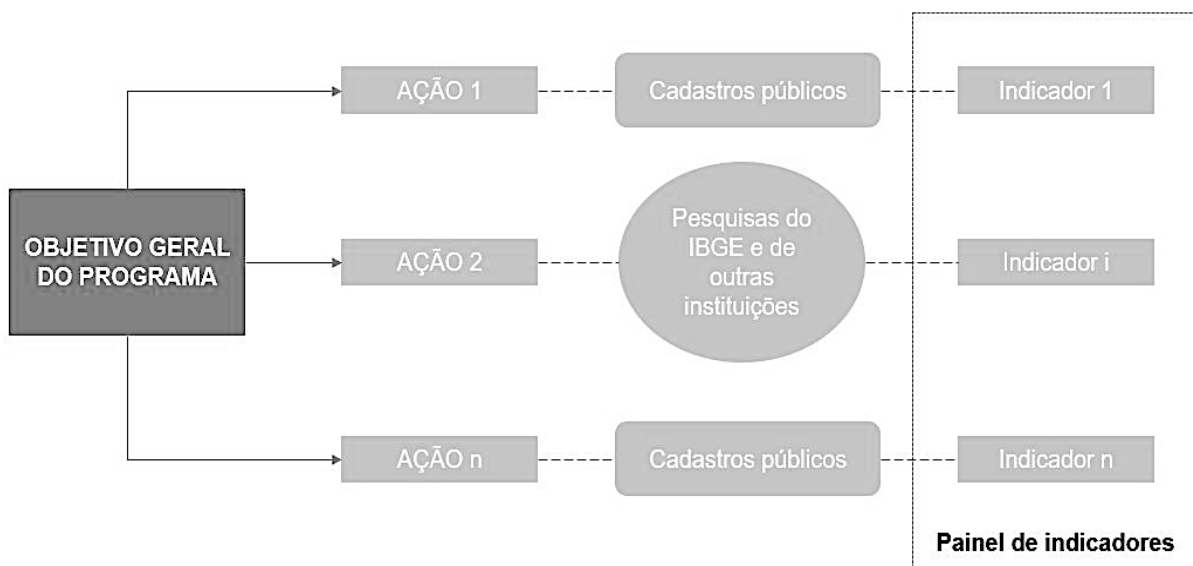 AÇÃO 1
Cadastros públicos
Indicador 1
OBJETIVO GERAL
DO PROGRAMA
AÇÃO 2
Pesquisas do
IBGE e de
outras
instituições
Indicador i
AÇÃO n
Cadastros públicos
Indicador n
Painel de indicadores